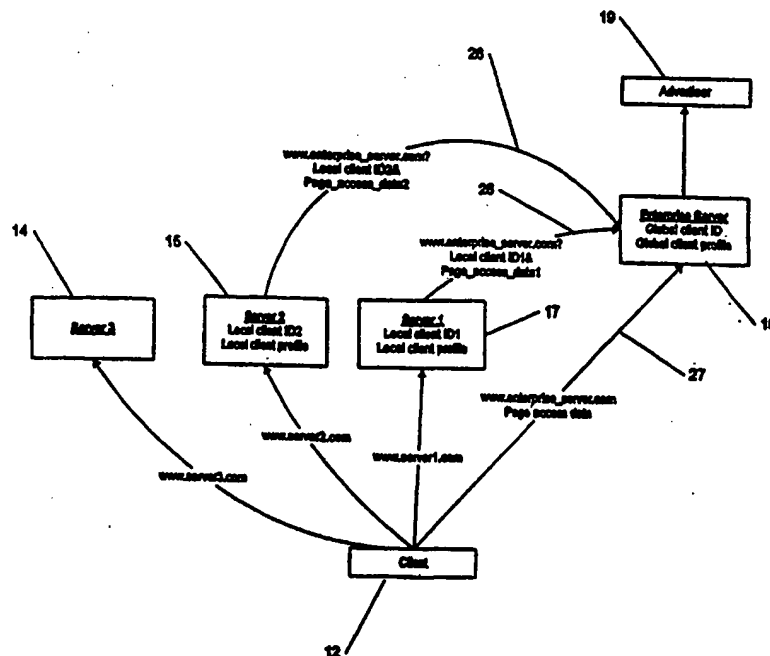 19
26
Advertiser
www.enterprise_server.com?
Local client ID2&
Page_access_data2
28
Enterprise Server
Global client ID
Global client profile
14
15
www.enterprise_server.com?
Local client ID1&
Page_access_data1
Server 3
Server 2
Local client ID2
Local client profile
Server 1
Local client ID1
Local client profile
17
27
www.enterprise_server.com
Page access data
www.server3.com
www.server2.com
www.server1.com
Client
12